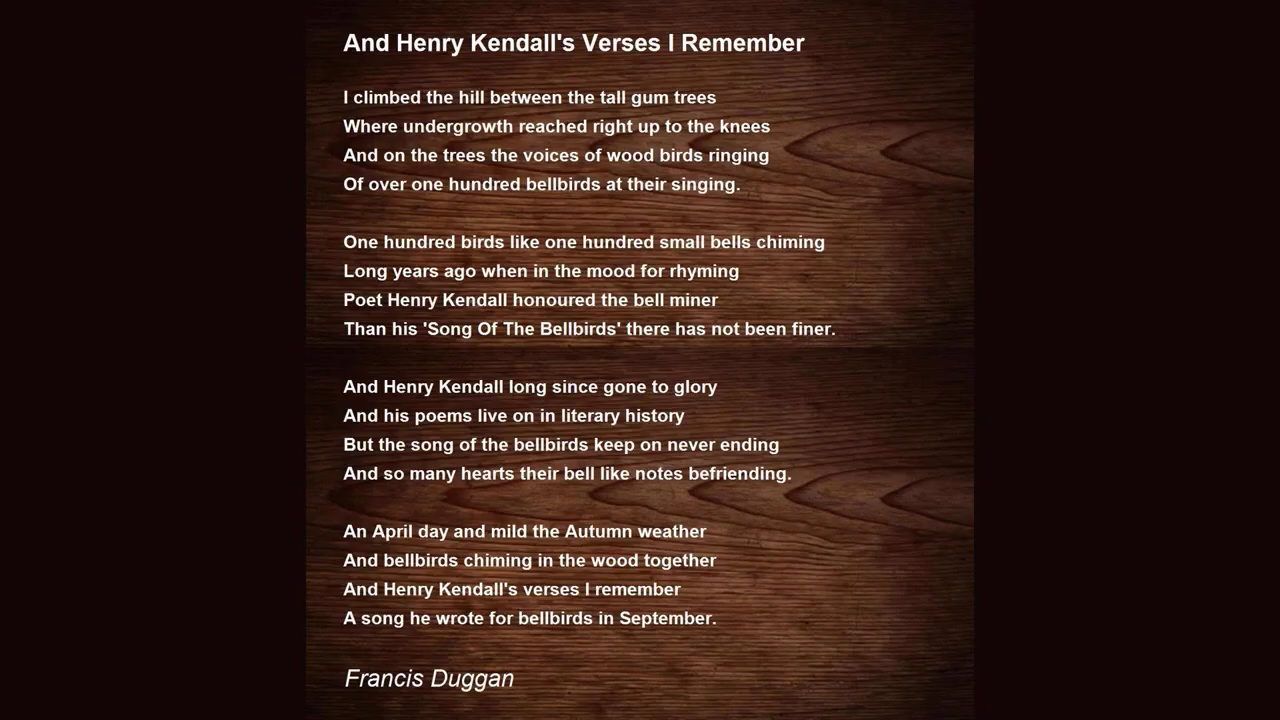 And Henry Kendall's Verses I Remember
I climbed the hill between the tall gum trees
Where undergrowth reached right up to the knees
And on the trees the voices of wood birds ringing
Of over one hundred bellbirds at their singing.
One hundred birds like one hundred small bells chiming
Long years ago when in the mood for rhyming
Poet Henry Kendall honoured the bell miner
Than his 'Song Of The Bellbirds' there has not been finer.
And Henry Kendall long since gone to glory
And his poems live on in literary history
But the song of the bellbirds keep on never ending
And so many hearts their bell like notes befriending.
An April day and mild the Autumn weather
And bellbirds chiming in the wood together
And Henry Kendall's verses I remember
A song he wrote for bellbirds in September.
Francis Duggan